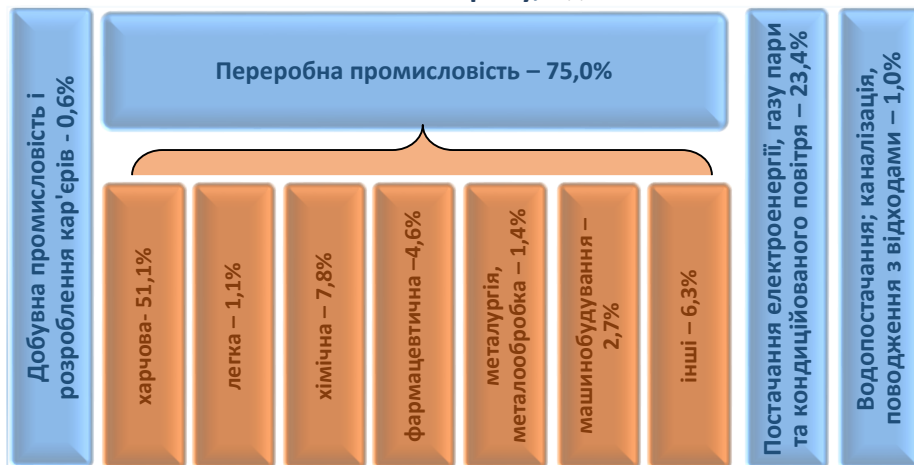 Добувна промисловість і
розроблення кар'єрів - 0,6%
Переробна промисловість – 75,0%
харчова- 51,1%
легка – 1,1%
хімічна – 7,8%
фармацевтична –4,6%
металургія,
металообробка – 1,4%
машинобудування –
2,7%
інші – 6,3%
Постачання електроенергії, газу пари
та кондиційованого повітря – 23,4%
Водопостачання; каналізація,
поводження з відходами – 1,0%